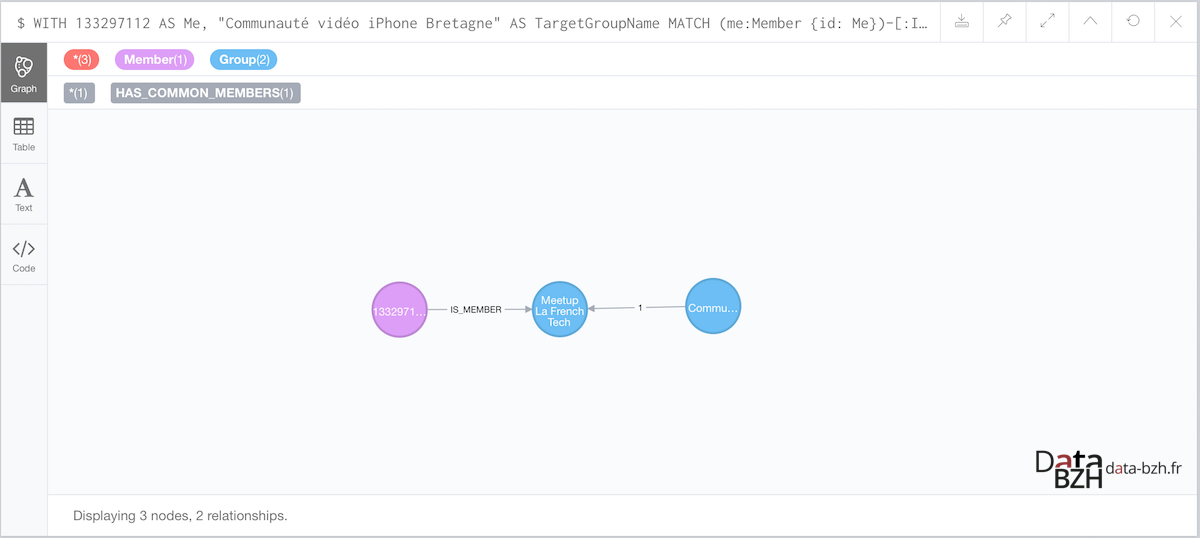 $ WITH 133297112 AS Me, "Communauté vidéo iPhone Bretagne" AS TargetGroupName MATCH (me:Member {id: Me})-[:I…
*(3) Member(1) Group(2)
*(1) HAS_COMMON_MEMBERS(1)
Graph
Table
A
Text
</>
Code
1332971…
IS_MEMBER
Meetup
La French
Tech
1
Commu…
Data
BZH
data-bzh.fr
Displaying 3 nodes, 2 relationships.